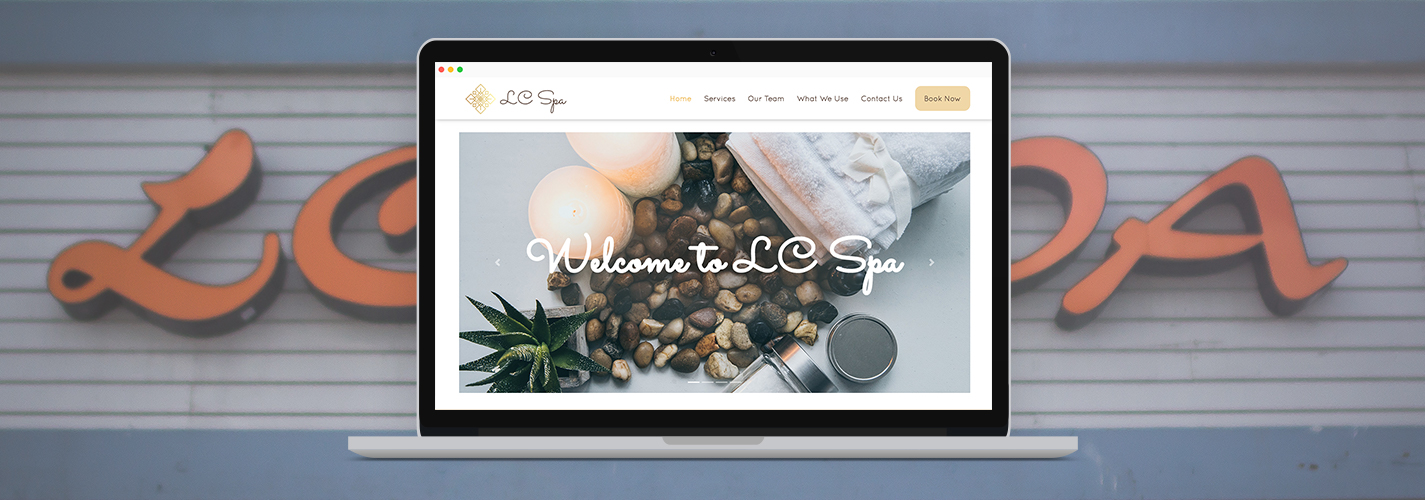 LC Spa
Home Services Our Team What We Use Contact Us Book Now
Welcome to LC Spa
LC PA